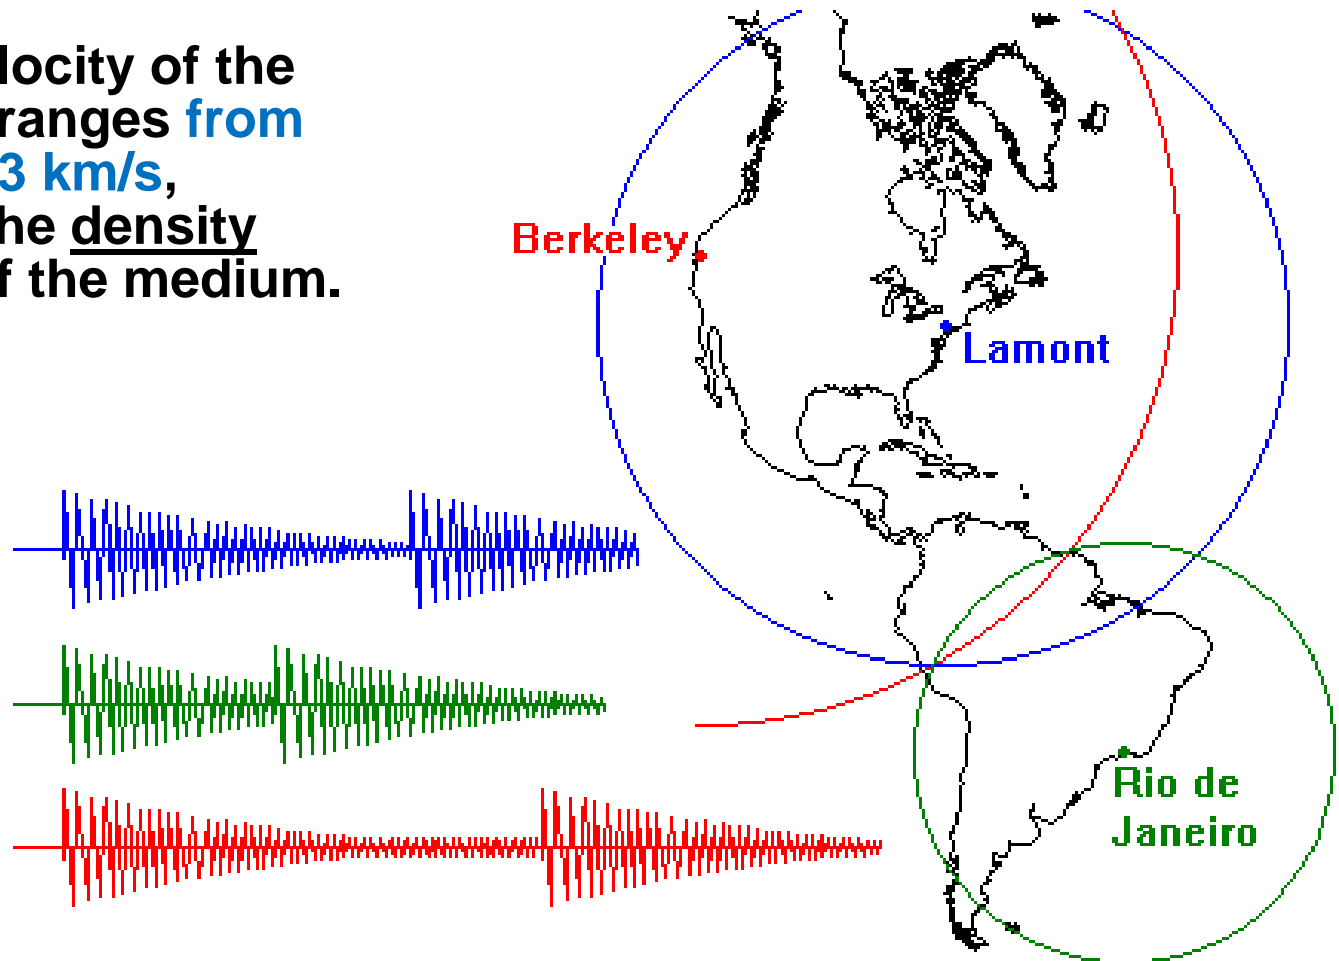 locity of the
ranges from
3 km/s,
he density
f the medium.
Berkeley
Lamont
Rio de
Janeiro